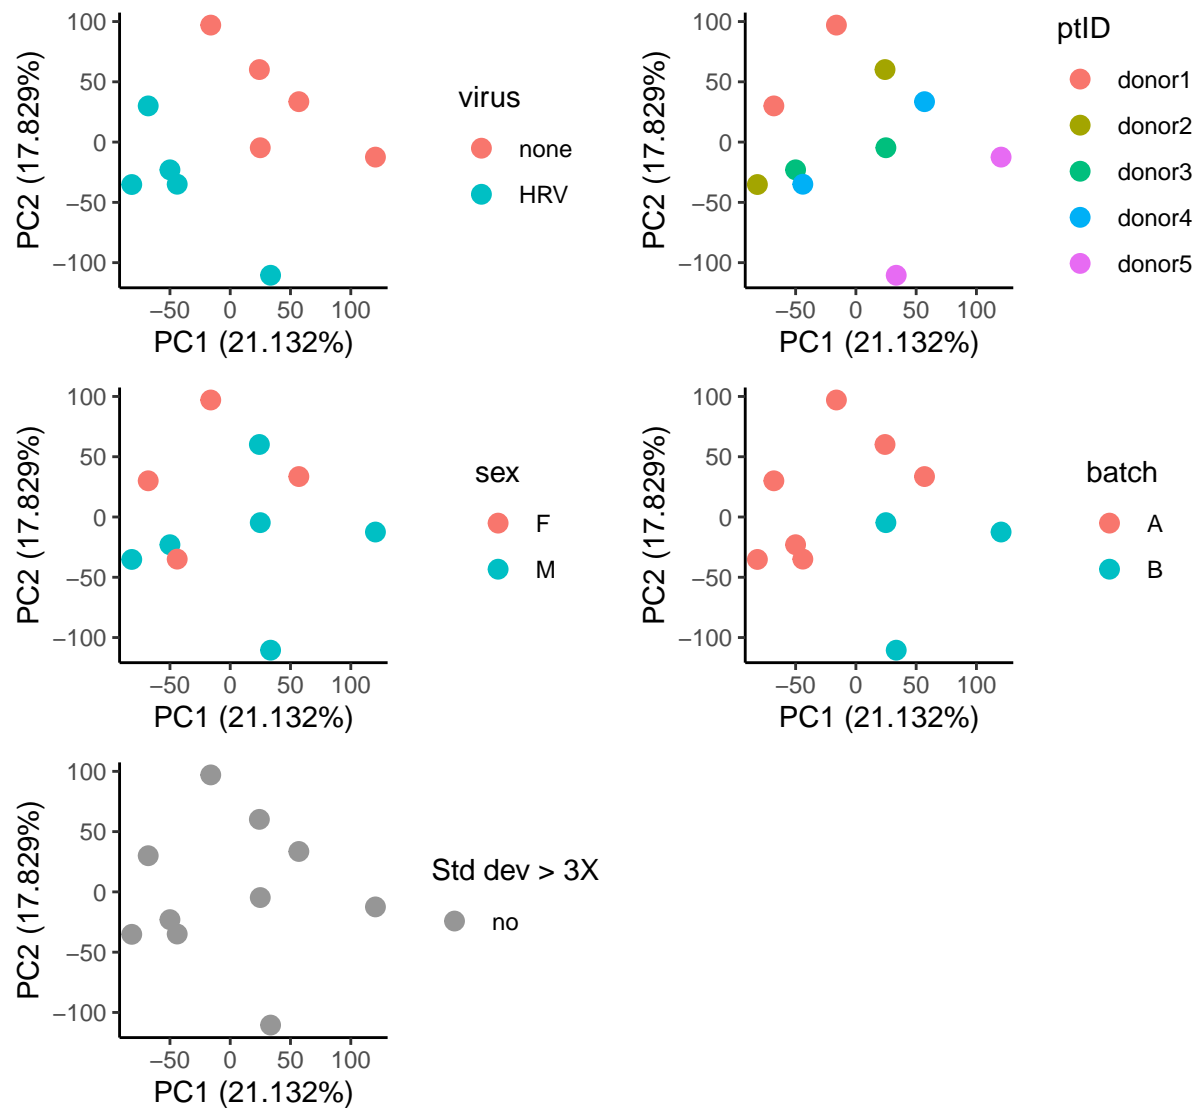 PC2 (17.829%)
100
50
0
−50
−100
−50 0 50 100
PC1 (21.132%)
virus
none
HRV
PC2 (17.829%)
100
50
0
−50
−100
−50 0 50 100
PC1 (21.132%)
ptID
donor1
donor2
donor3
donor4
donor5
PC2 (17.829%)
100
50
0
−50
−100
−50 0 50 100
PC1 (21.132%)
sex
F
M
PC2 (17.829%)
100
50
0
−50
−100
−50 0 50 100
PC1 (21.132%)
batch
A
B
PC2 (17.829%)
100
50
0
−50
−100
−50 0 50 100
PC1 (21.132%)
Std dev > 3X
no